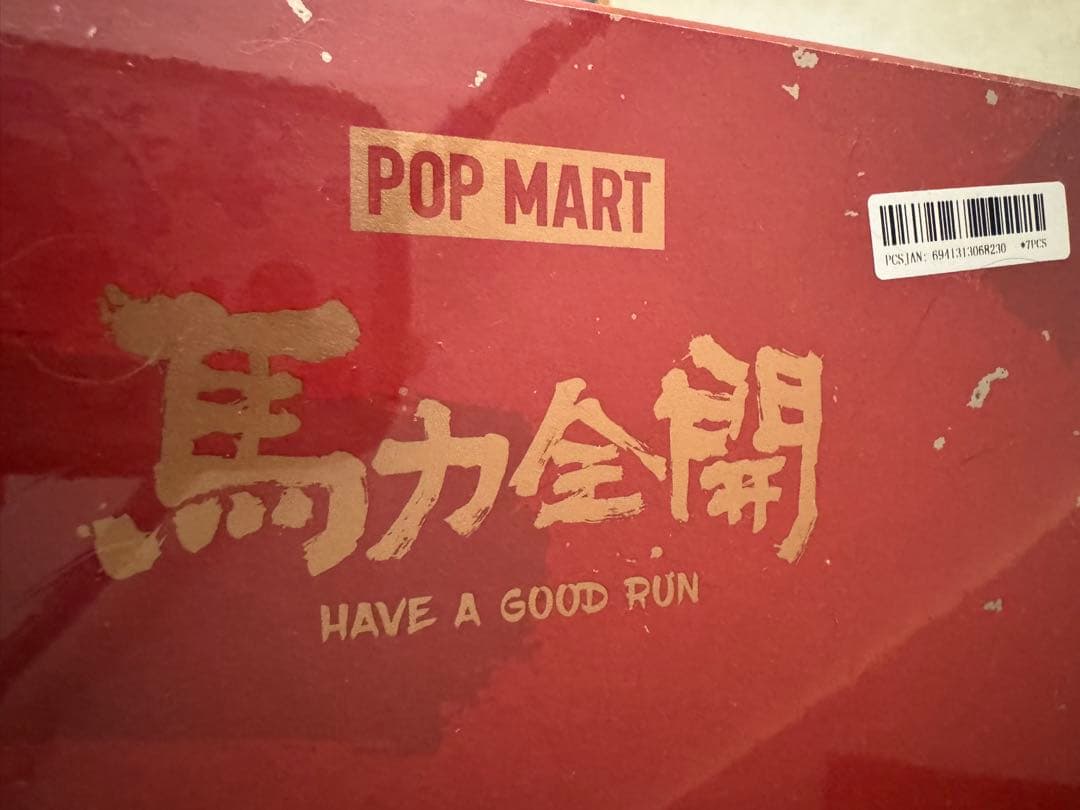 POP MART
PCSJAN: 6941313068230 *7PCS
馬力全開
HAVE A GOOD RUN